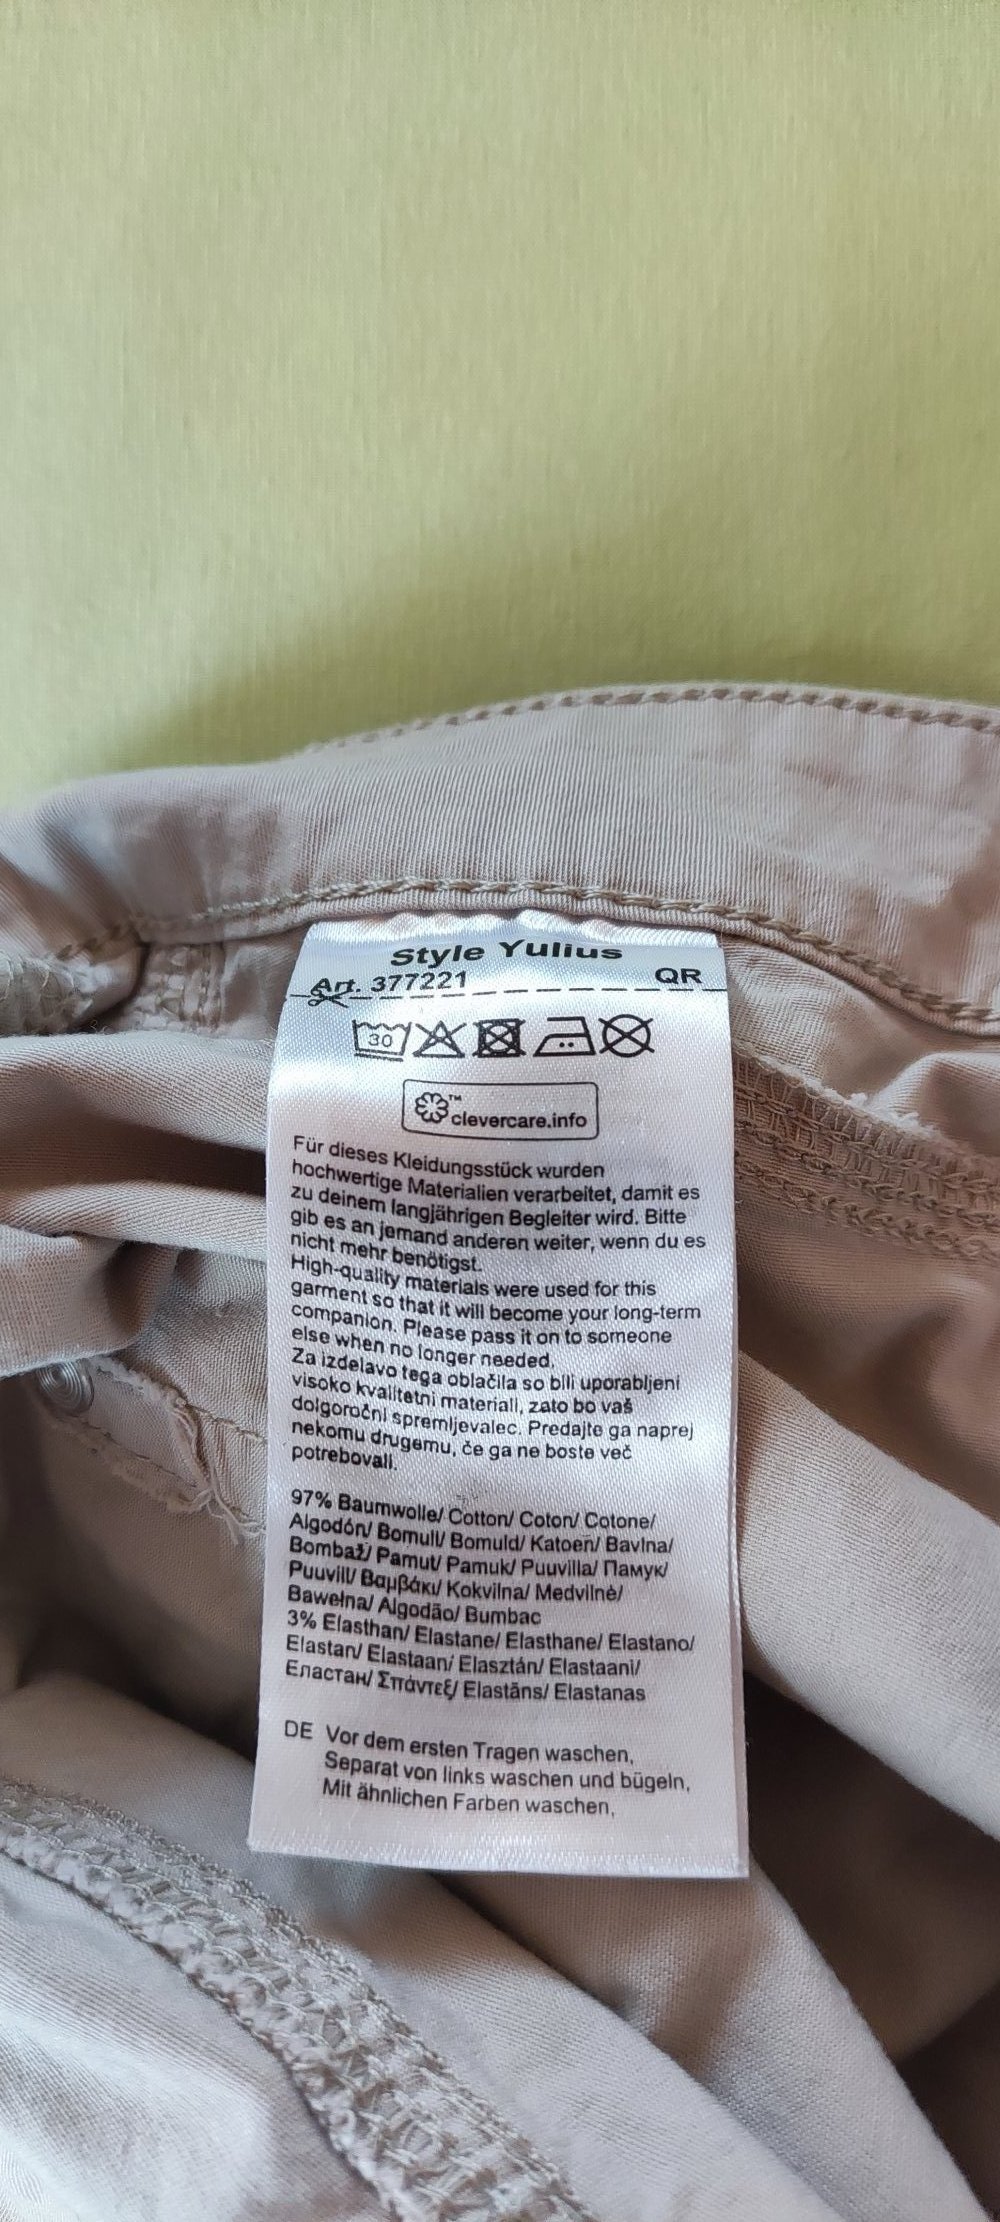 Style Yulius
Art. 377221 QR
30
™
clevercare.info
Für dieses Kleidungsstück wurden
hochwertige Materialien verarbeitet, damit es
zu deinem langjährigen Begleiter wird. Bitte
gib es an jemand anderen weiter, wenn du es
nicht mehr benötigst.
High-quality materials were used for this
garment so that it will become your long-term
companion. Please pass it on to someone
else when no longer needed.
Za izdelavo tega oblačila so bili uporabljeni
visoko kvalitetni materiali, zato bo vaš
dolgoročni spremljevalec. Predajte ga naprej
nekomu drugemu, če ga ne boste več
potrebovali.
97% Baumwolle/ Cotton/ Coton/ Cotone/
Algodón/ Bomull/ Bomuld/ Katoen/ Bavlna/
Bombaž/ Pamut/ Pamuk/ Puuvilla/ Памук/
Puuvill/ Βαμβάκι/ Kokvilna/ Medvilnė/
Bawełna/ Algodão/ Bumbac
3% Elasthan/ Elastane/ Elasthane/ Elastano/
Elastan/ Elastaan/ Elasztán/ Elastaani/
Еластан/ Σπάντεξ/ Elastāns/ Elastanas
DE Vor dem ersten Tragen waschen,
Separat von links waschen und bügeln,
Mit ähnlichen Farben waschen,